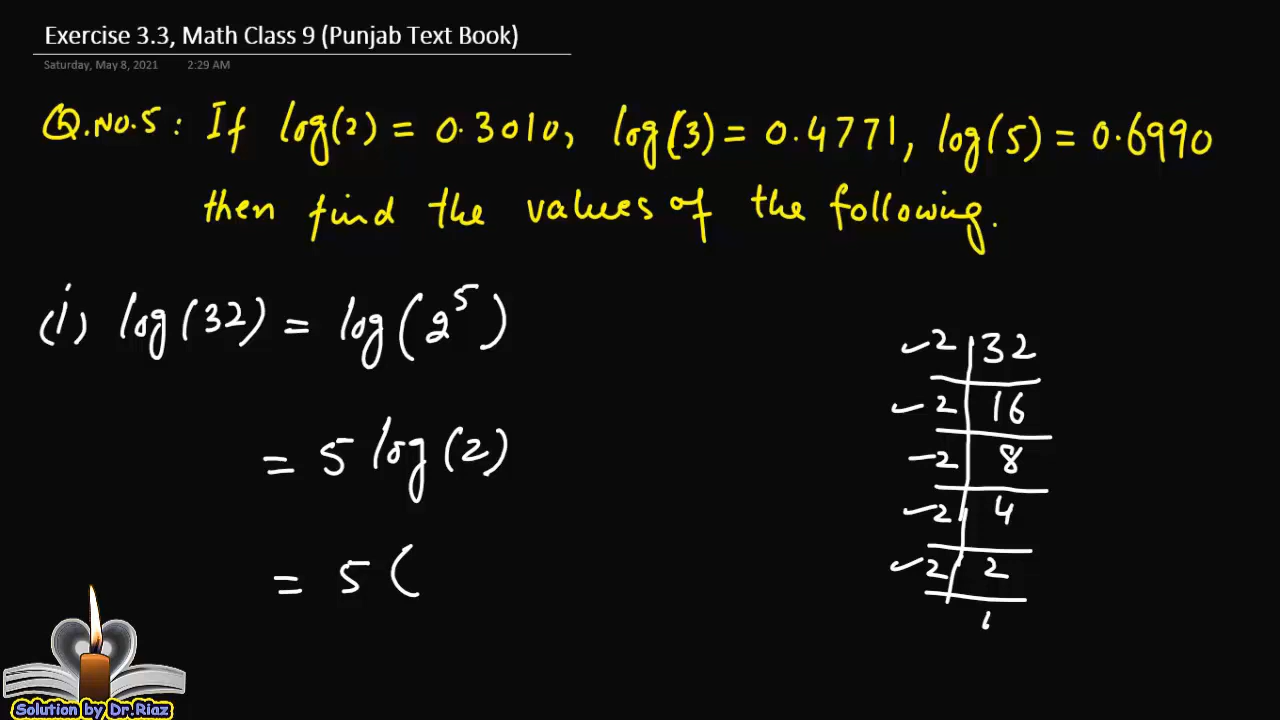 Exercise 3.3, Math Class 9 (Punjab Text Book)
Saturday, May 8, 2021 2:29 AM
Q.NO.5 : If log(2) = 0.3010, log(3) = 0.4771, log(5) = 0.6990
then find the values of the following.
(i) log(32) = log(2⁵)
= 5 log(2)
= 5 (
2 | 32
2 | 16
2 | 8
2 | 4
2 | 2
1
Solution by Dr.Riaz